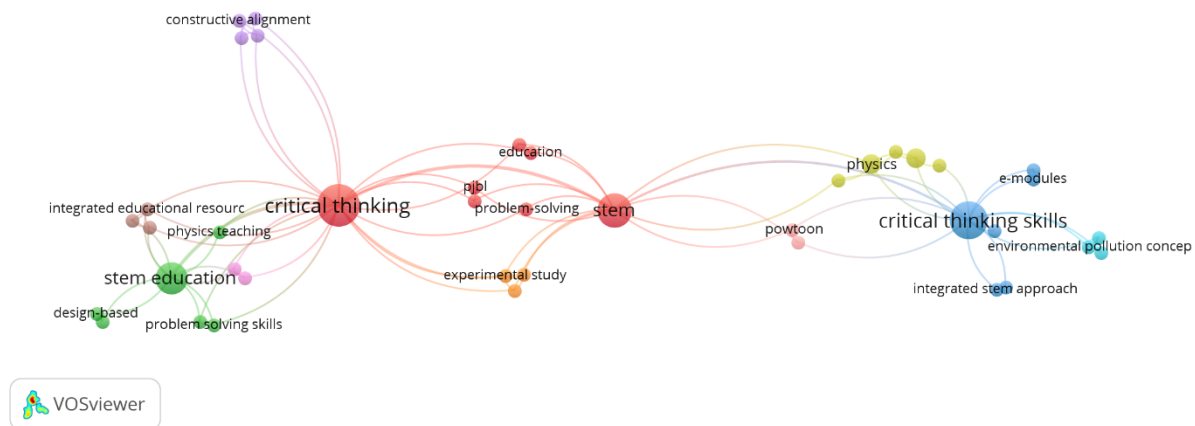 constructive alignment
education
physics
e-modules
pjbl
integrated educational resourc
critical thinking
problem-solving
stem
critical thinking skills
physics teaching
powtoon
environmental pollution concep
stem education
experimental study
integrated stem approach
design-based
problem solving skills
VOSviewer